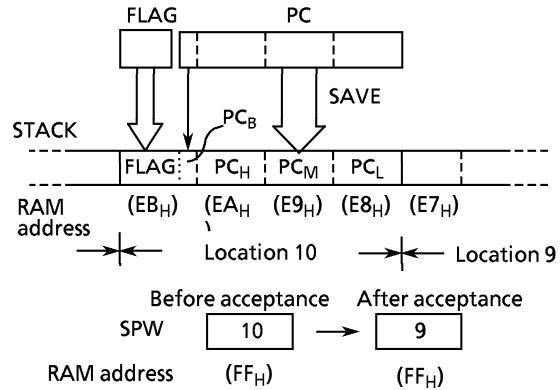 FLAG PC
SAVE
STACK
PC_B
FLAG PC_H PC_M PC_L
RAM address (EB_H) (EA_H) (E9_H) (E8_H) (E7_H)
Location 10 Location 9
Before acceptance After acceptance
SPW 10 9
RAM address (FF_H) (FF_H)